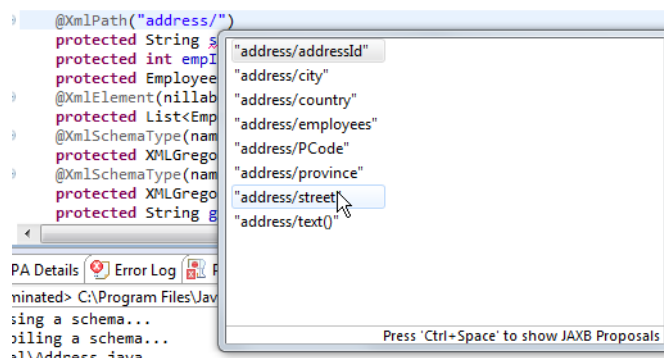 @XmlPath("address/")
protected String s
protected int empI
protected Employee
@XmlElement(nillab
protected List<Emp
@XmlSchemaType(nam
protected XMLGrego
@XmlSchemaType(nam
protected XMLGrego
protected String g
"address/addressId"
"address/city"
"address/country"
"address/employees"
"address/PCode"
"address/province"
"address/street"
"address/text()"
Press 'Ctrl+Space' to show JAXB Proposals
PA Details Error Log
minated> C:\Program Files\Jav
sing a schema...
piling a schema...
el\Address.java